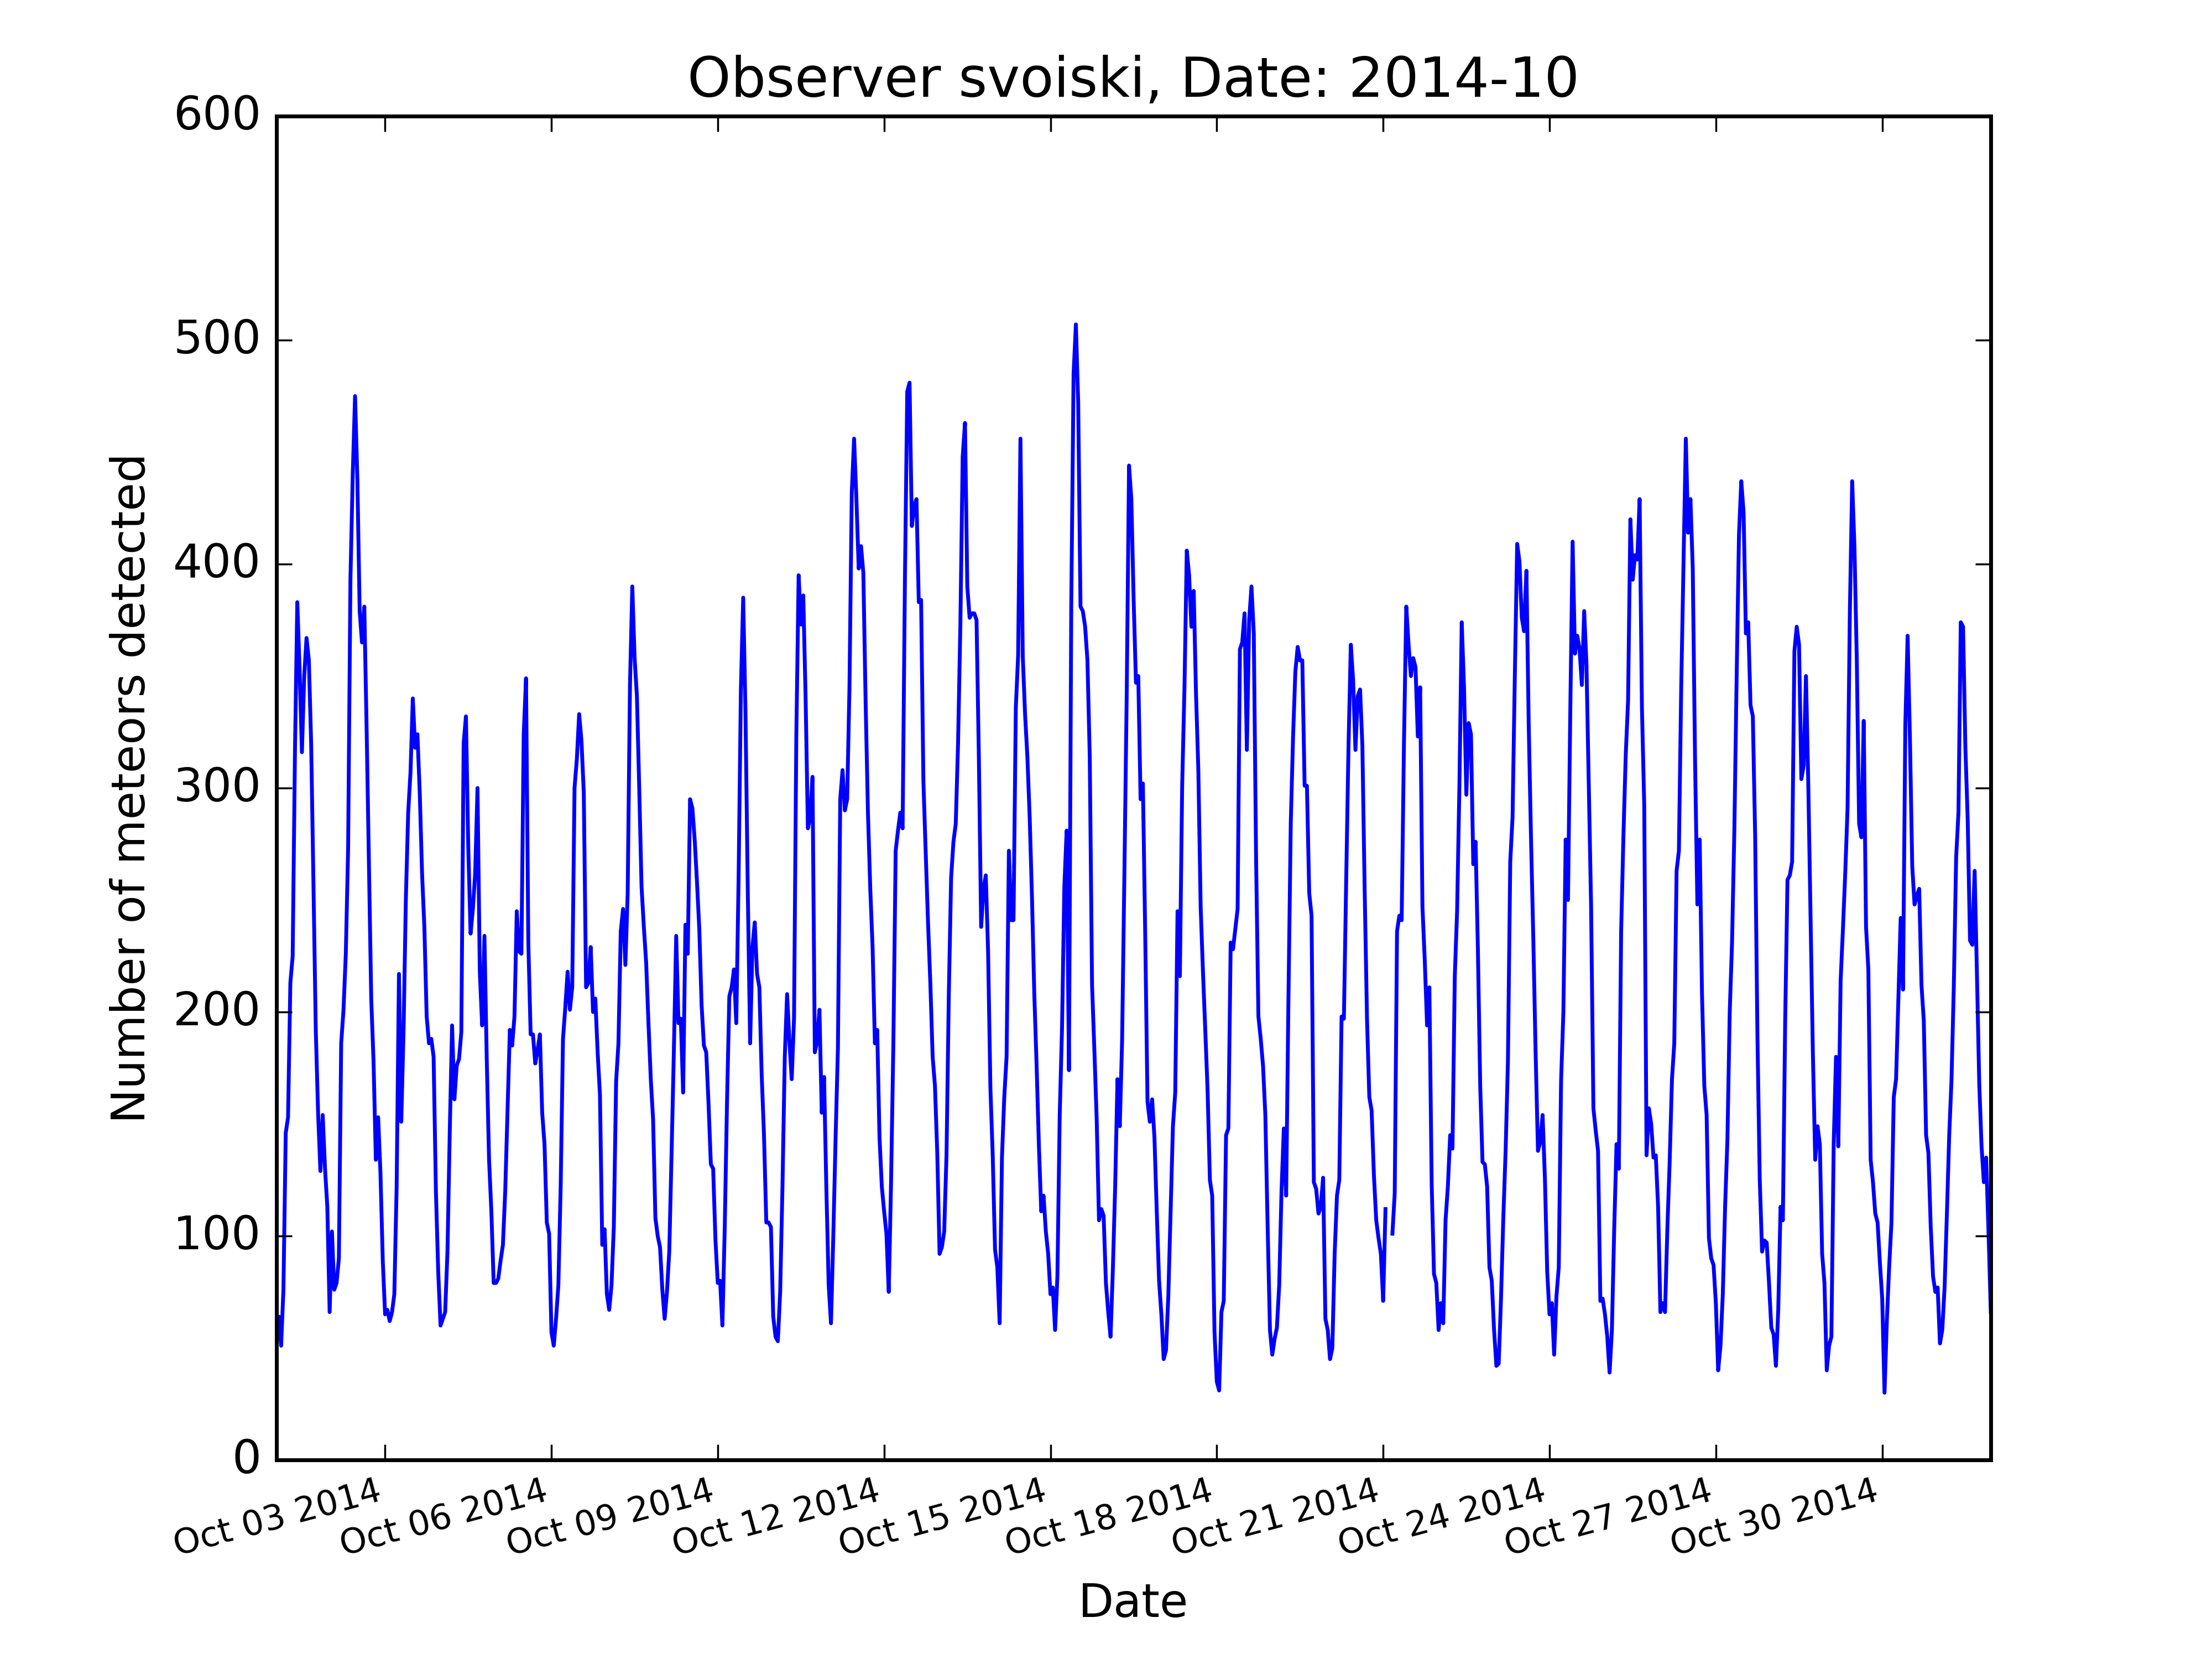 Observer svoiski, Date: 2014-10
600
500
400
300
200
100
0
Number of meteors detected
Oct 03 2014
Oct 06 2014
Oct 09 2014
Oct 12 2014
Oct 15 2014
Oct 18 2014
Oct 21 2014
Oct 24 2014
Oct 27 2014
Oct 30 2014
Date